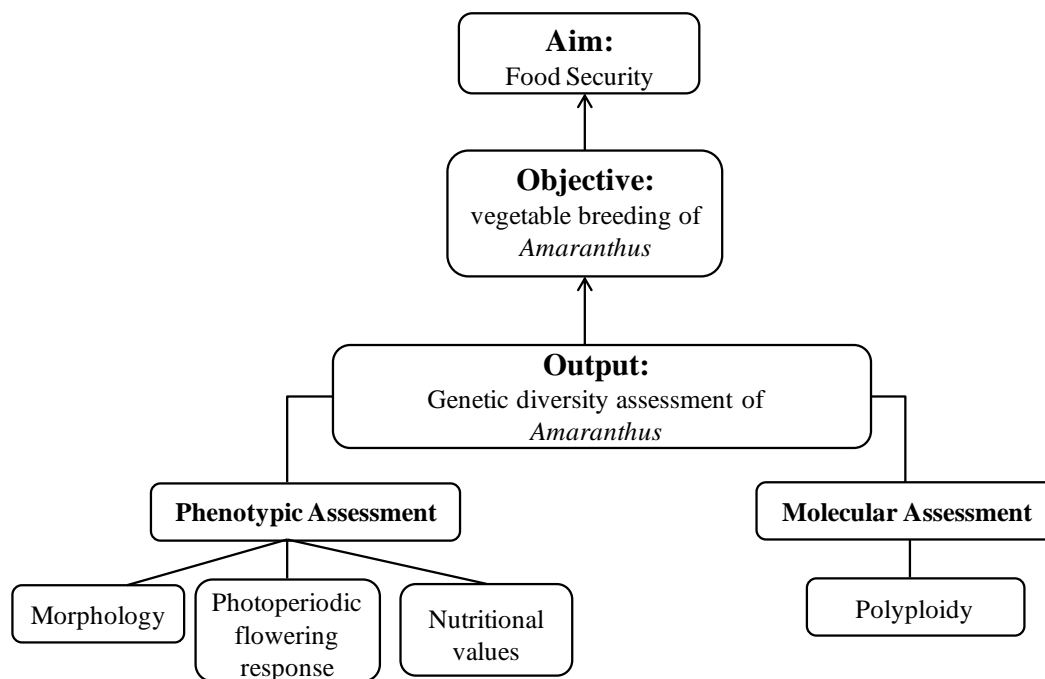 Aim:
Food Security
Objective:
vegetable breeding of
Amaranthus
Output:
Genetic diversity assessment of
Amaranthus
Phenotypic Assessment
Molecular Assessment
Morphology
Photoperiodic
flowering
response
Nutritional
values
Polyploidy